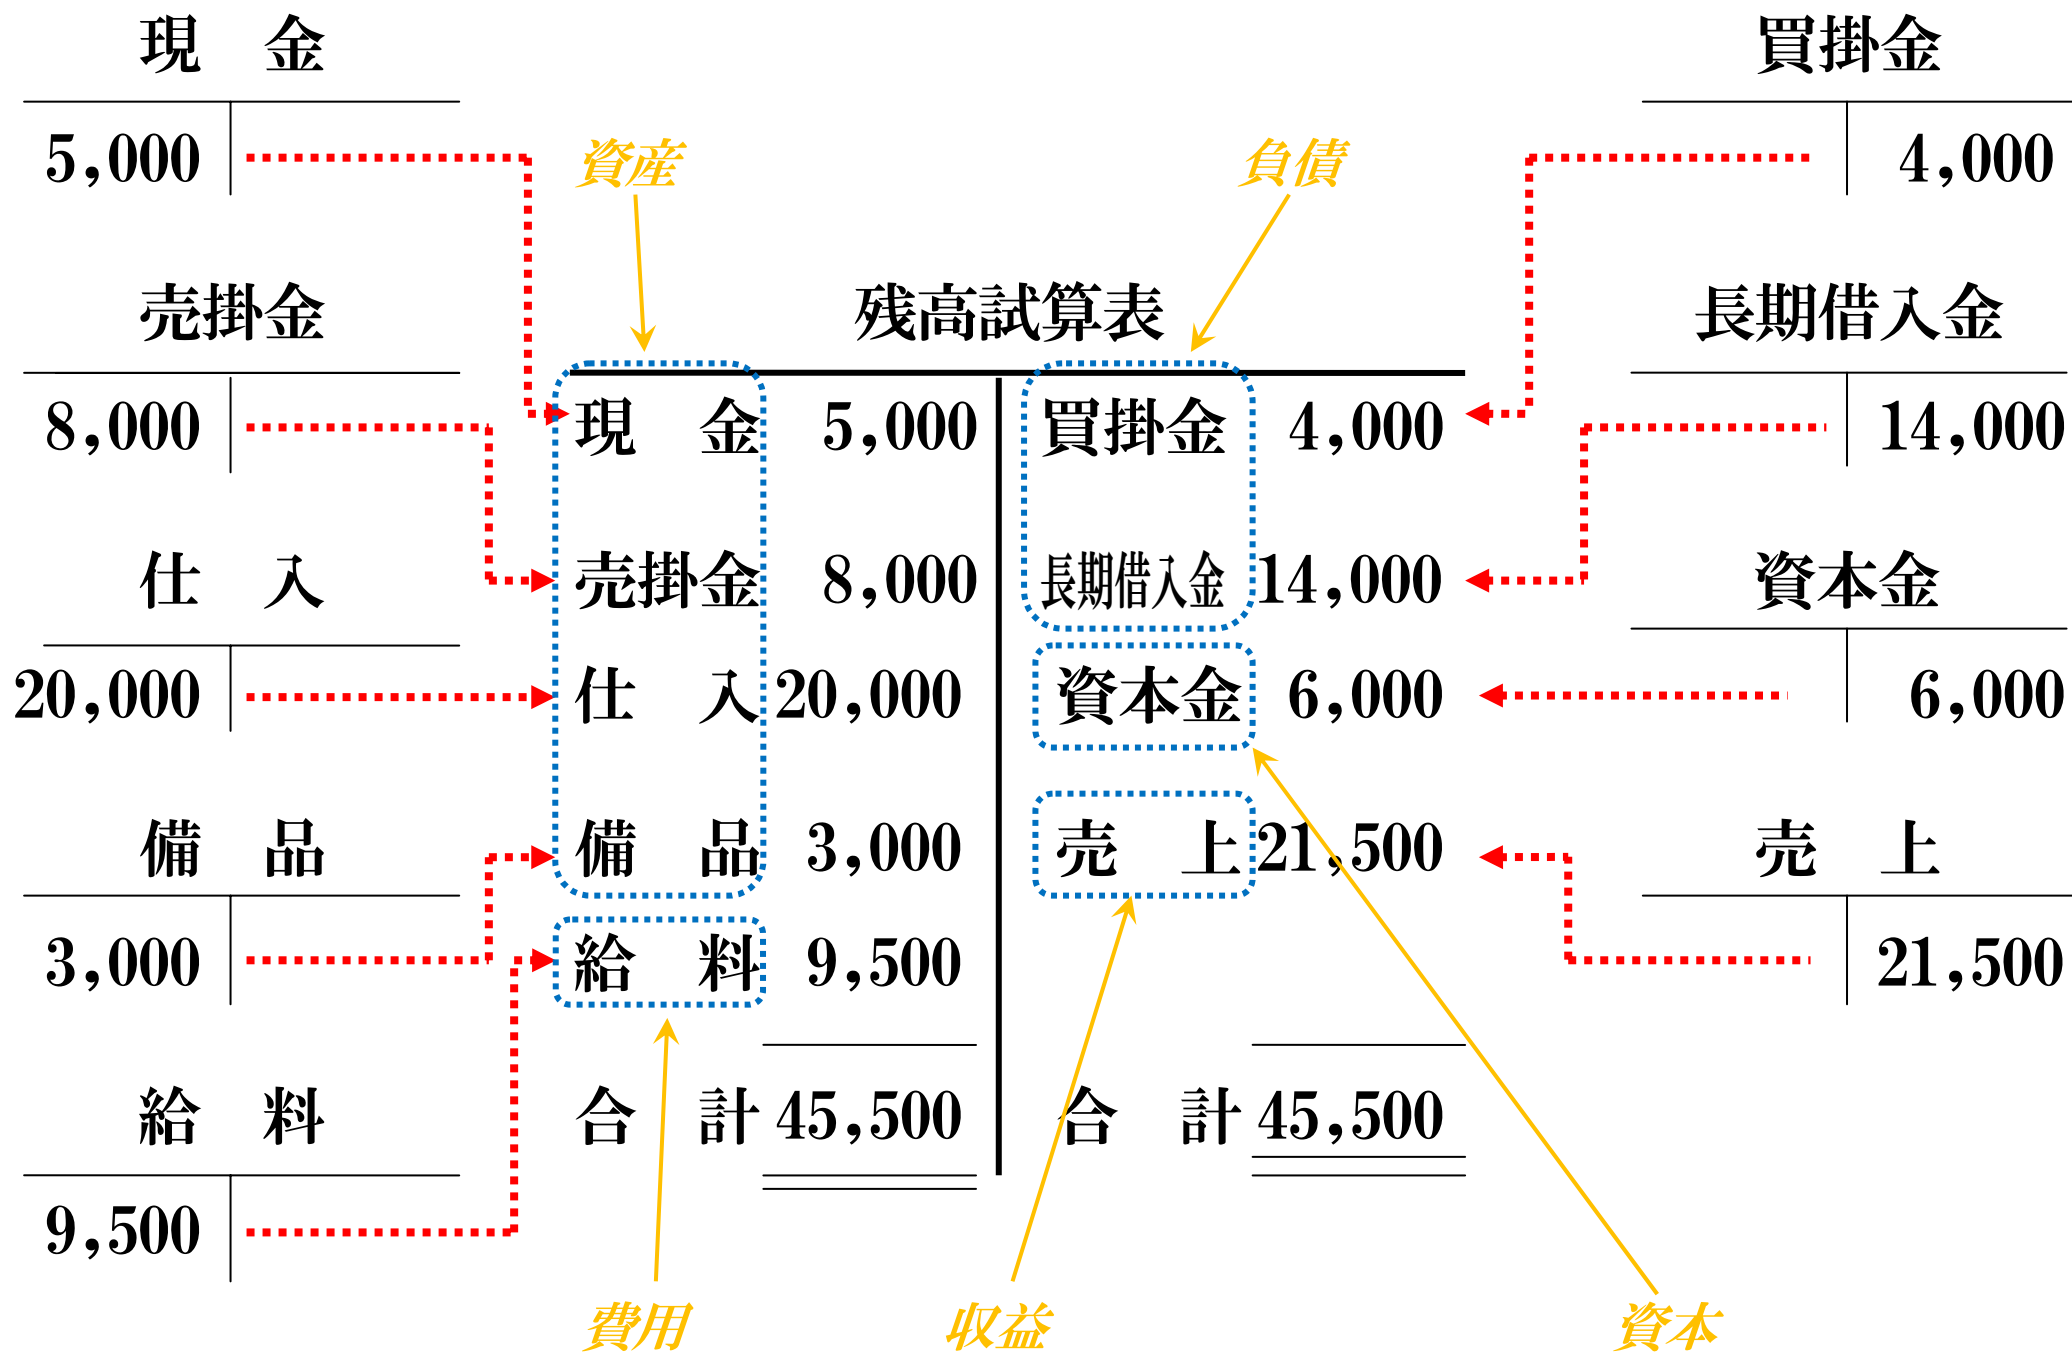 現　金
5,000
売掛金
8,000
仕　入
20,000
備　品
3,000
給　料
9,500
資産
負債
残高試算表
現　金 5,000 買掛金 4,000
売掛金 8,000 長期借入金 14,000
仕　入 20,000 資本金 6,000
備　品 3,000 売　上 21,500
給　料 9,500
合　計 45,500 合　計 45,500
費用
収益
資本
買掛金
4,000
長期借入金
14,000
資本金
6,000
売　上
21,500